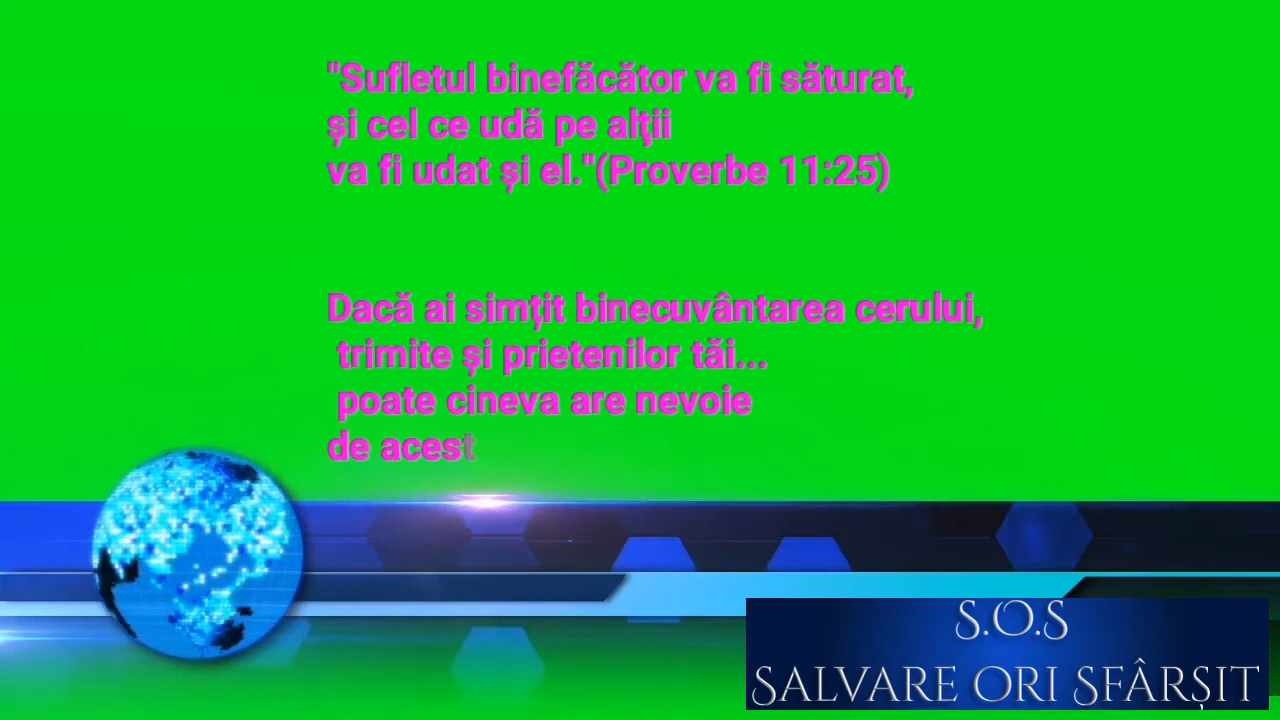 "Sufletul binefăcător va fi săturat,
și cel ce udă pe alţii
va fi udat și el."(Proverbe 11:25)
Dacă ai simțit binecuvântarea cerului,
trimite și prietenilor tăi...
poate cineva are nevoie
de acest
S.O.S
Salvare ori Sfârșit